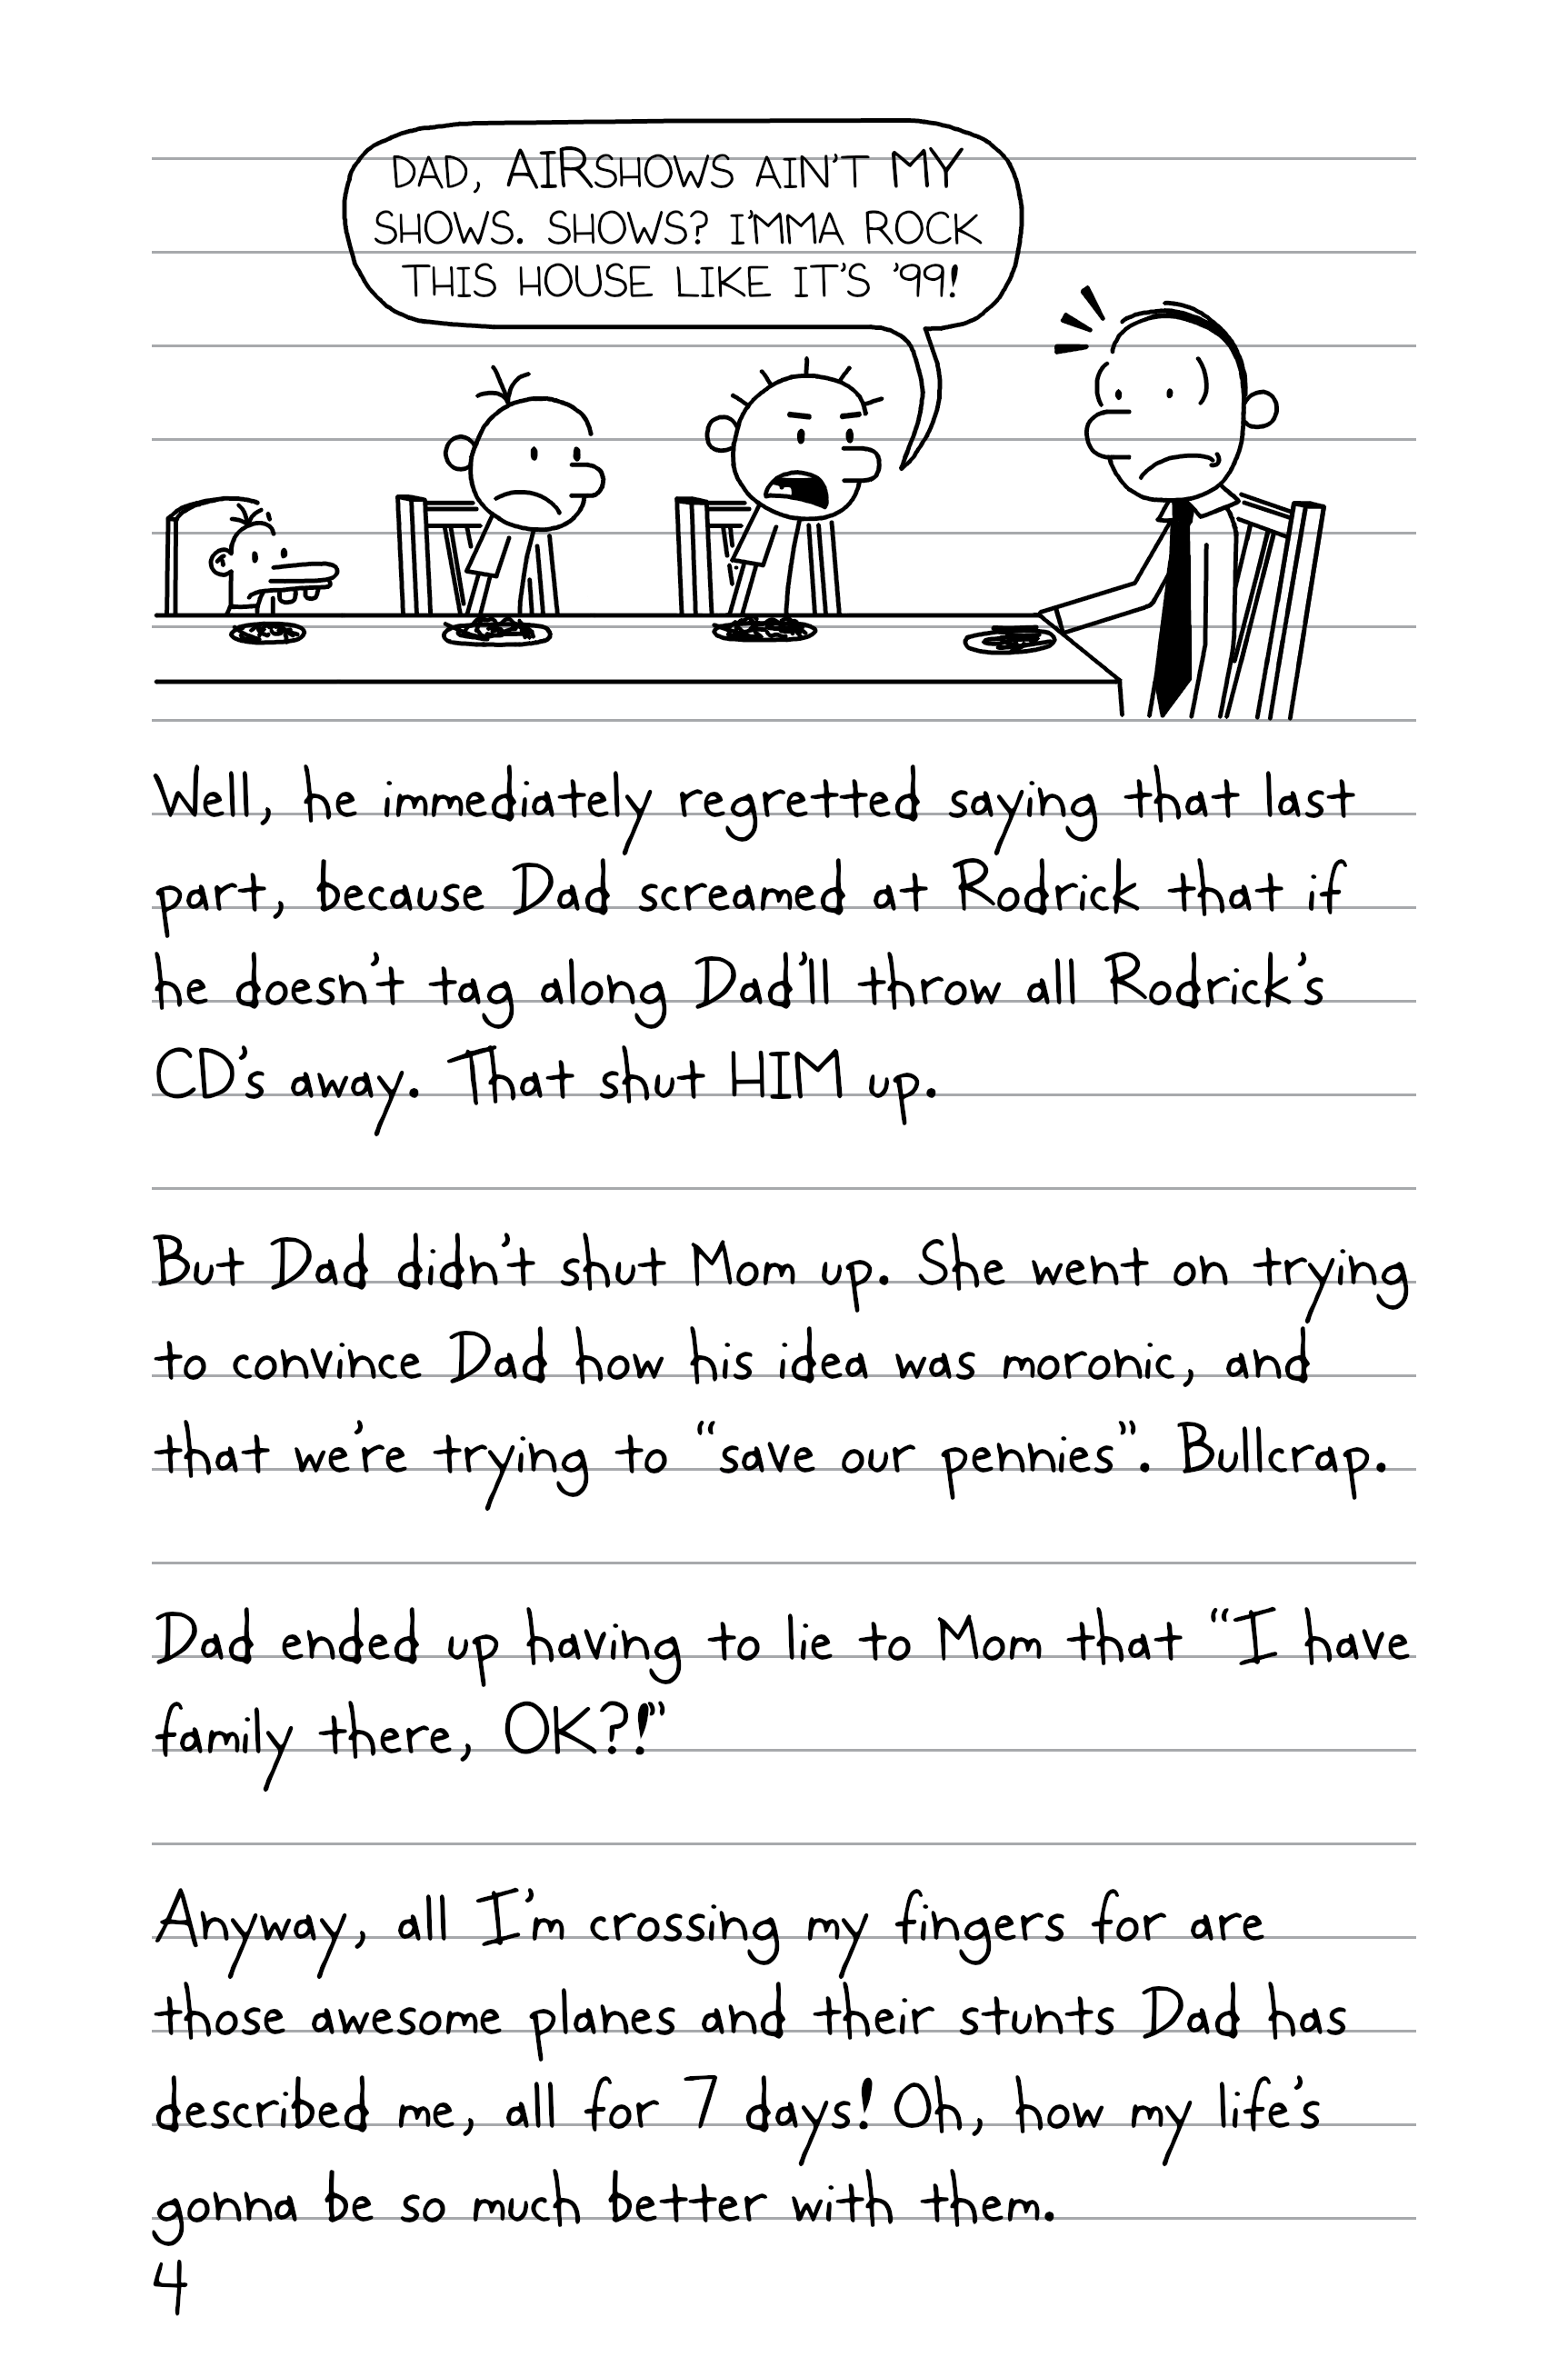 DAD, AIRSHOWS AIN'T MY
SHOWS. SHOWS? I'MMA ROCK
THIS HOUSE LIKE IT'S '99!
Well, he immediately regretted saying that last
part, because Dad screamed at Rodrick that if
he doesn't tag along Dad'll throw all Rodrick's
CD's away. That shut HIM up.
But Dad didn't shut Mom up. She went on trying
to convince Dad how his idea was moronic, and
that we're trying to “save our pennies”. Bullcrap.
Dad ended up having to lie to Mom that “I have
family there, OK?!”
Anyway, all I'm crossing my fingers for are
those awesome planes and their stunts Dad has
described me, all for 7 days! Oh, how my life's
gonna be so much better with them.
4